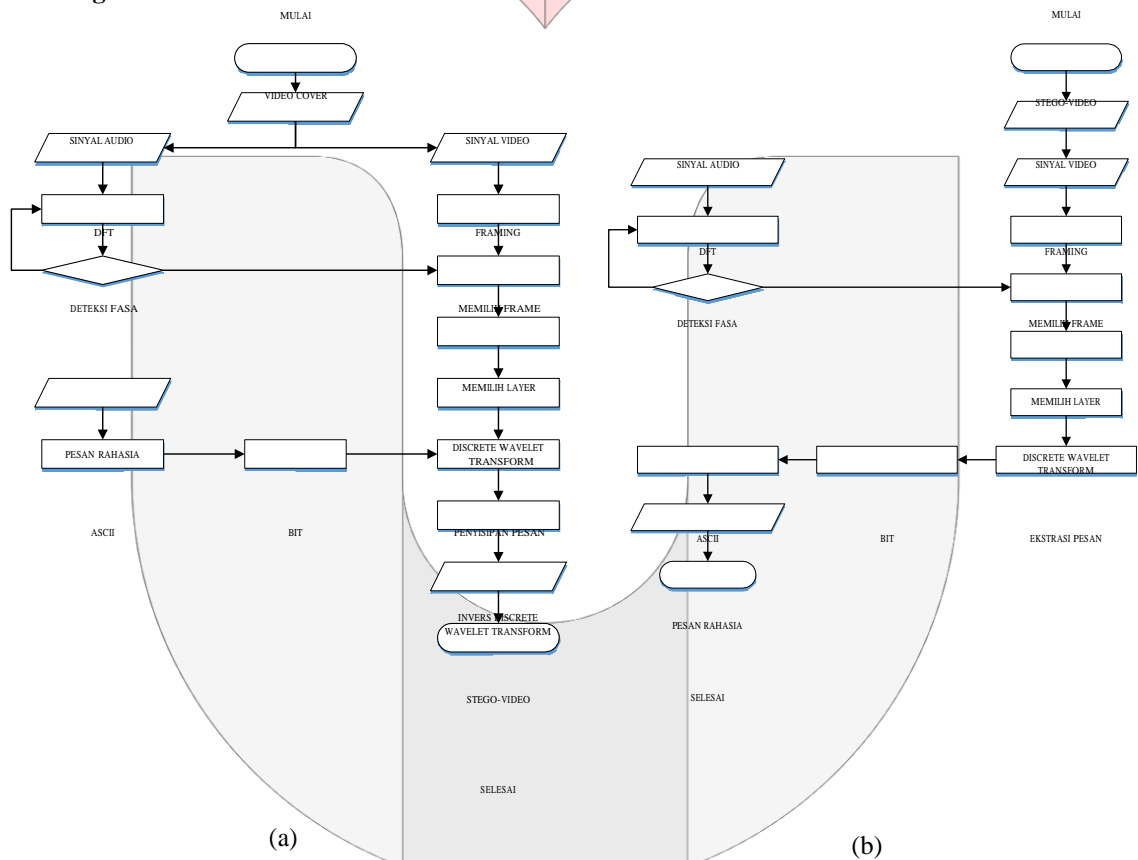 MULAI
VIDEO COVER
SINYAL AUDIO
SINYAL VIDEO
DFT
FRAMING
DETEKSI FASA
MEMILIH FRAME
MEMILIH LAYER
PESAN RAHASIA
DISCRETE WAVELET
TRANSFORM
ASCII
BIT
PENYISIPAN PESAN
INVERS DISCRETE
WAVELET TRANSFORM
STEGO-VIDEO
SELESAI
(a)
MULAI
STEGO-VIDEO
SINYAL AUDIO
SINYAL VIDEO
DFT
FRAMING
DETEKSI FASA
MEMILIH FRAME
MEMILIH LAYER
DISCRETE WAVELET
TRANSFORM
ASCII
BIT
EKSTRASI PESAN
PESAN RAHASIA
SELESAI
(b)